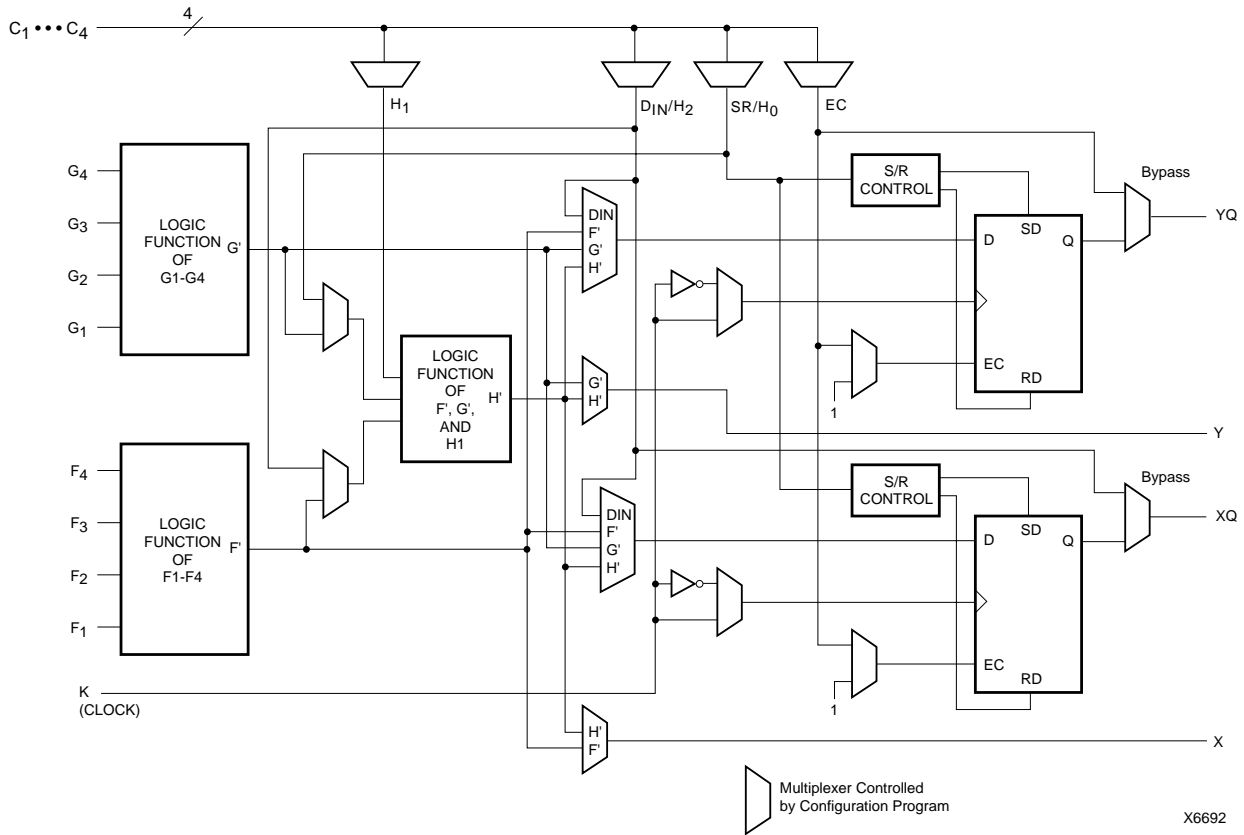 4
C1 ••• C4
H1
DIN/H2
SR/H0
EC
G4
G3
G2
G1
LOGIC
FUNCTION
OF
G1-G4
G'
DIN
F'
G'
H'
S/R
CONTROL
D
SD
Q
EC
RD
1
Bypass
YQ
LOGIC
FUNCTION
OF
F', G',
AND
H1
H'
G'
H'
Y
F4
F3
F2
F1
LOGIC
FUNCTION
OF
F1-F4
F'
DIN
F'
G'
H'
S/R
CONTROL
D
SD
Q
EC
RD
1
Bypass
XQ
K
(CLOCK)
H'
F'
X
Multiplexer Controlled
by Configuration Program
X6692